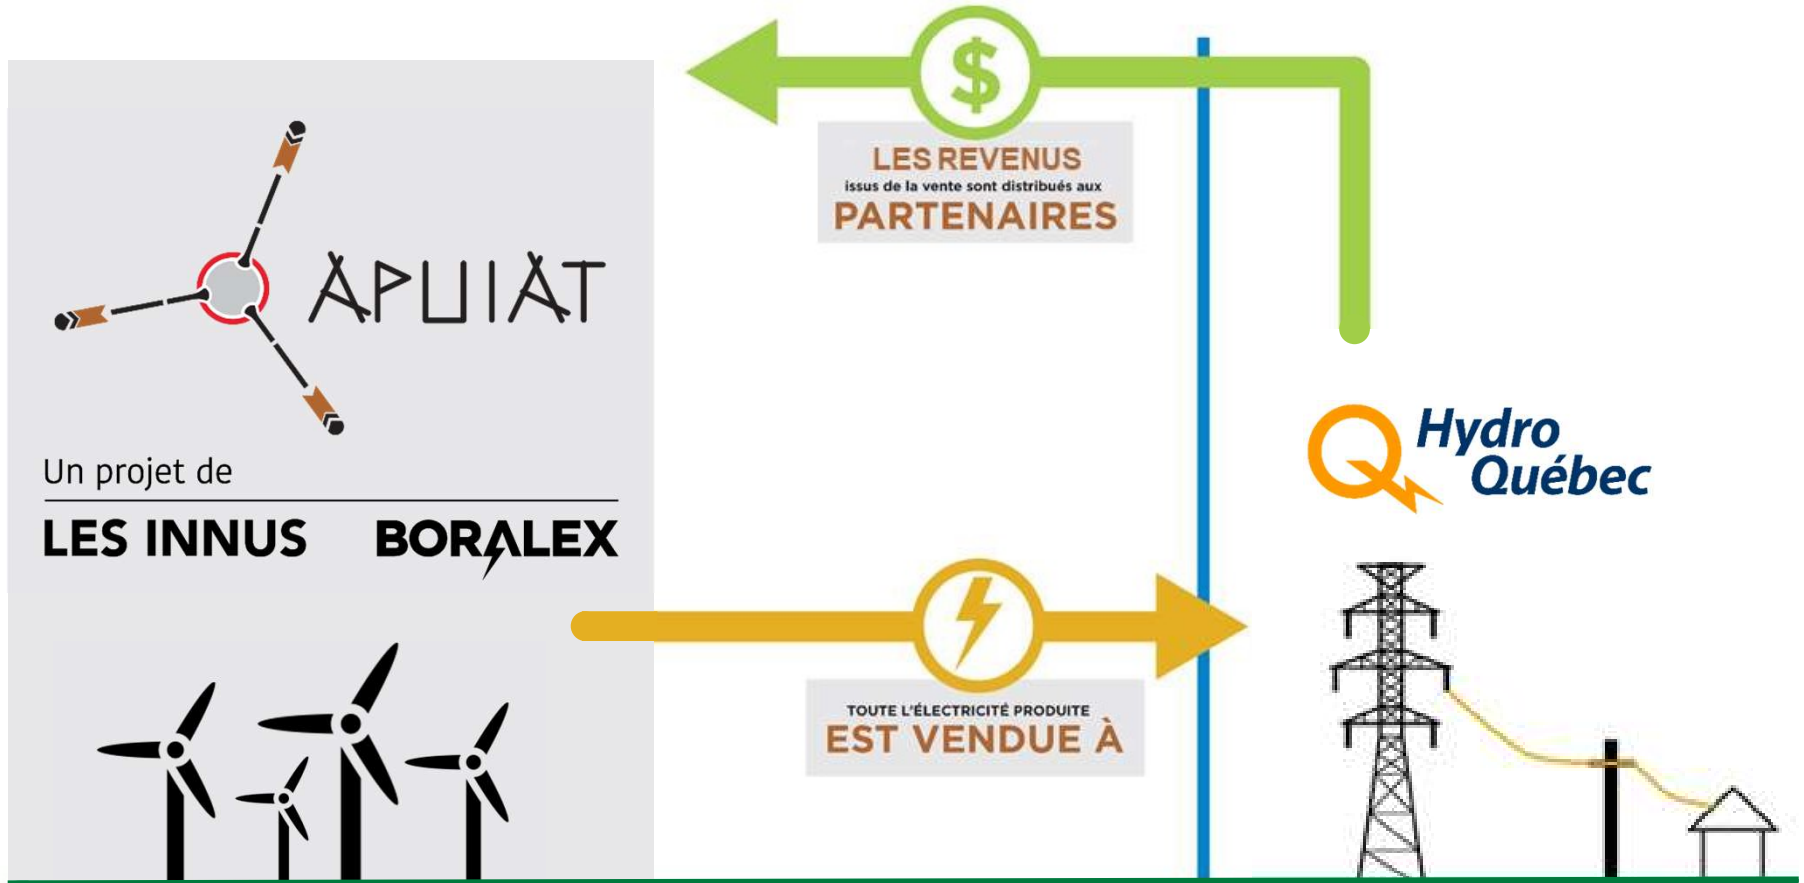 $
LES REVENUS
issus de la vente sont distribués aux
PARTENAIRES
APUIAT
Un projet de
LES INNUS BORALEX
Hydro
Québec
TOUTE L'ÉLECTRICITÉ PRODUITE
EST VENDUE À